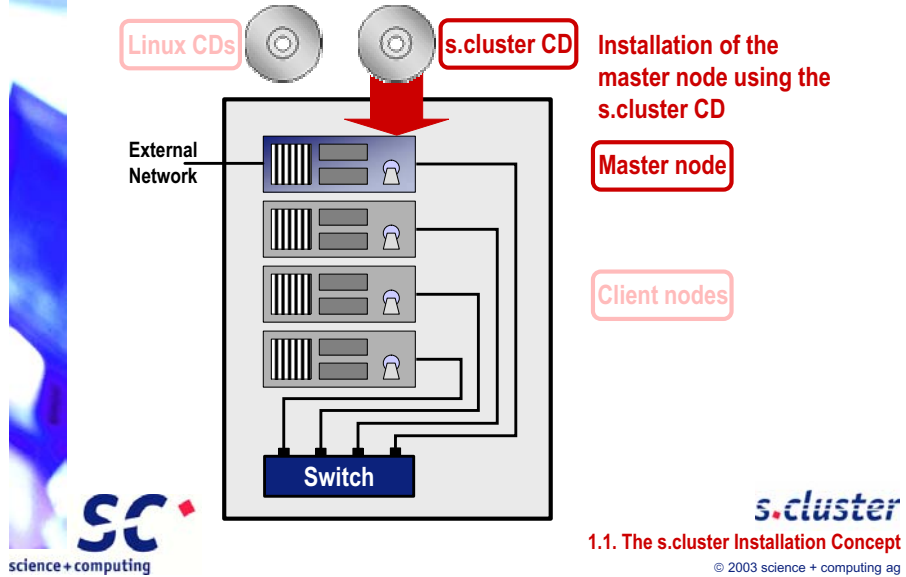 Linux CDs
s.cluster CD
Installation of the
master node using the
s.cluster CD
External
Network
Master node
Client nodes
Switch
SC
science+computing
s.cluster
1.1. The s.cluster Installation Concept
© 2003 science + computing ag